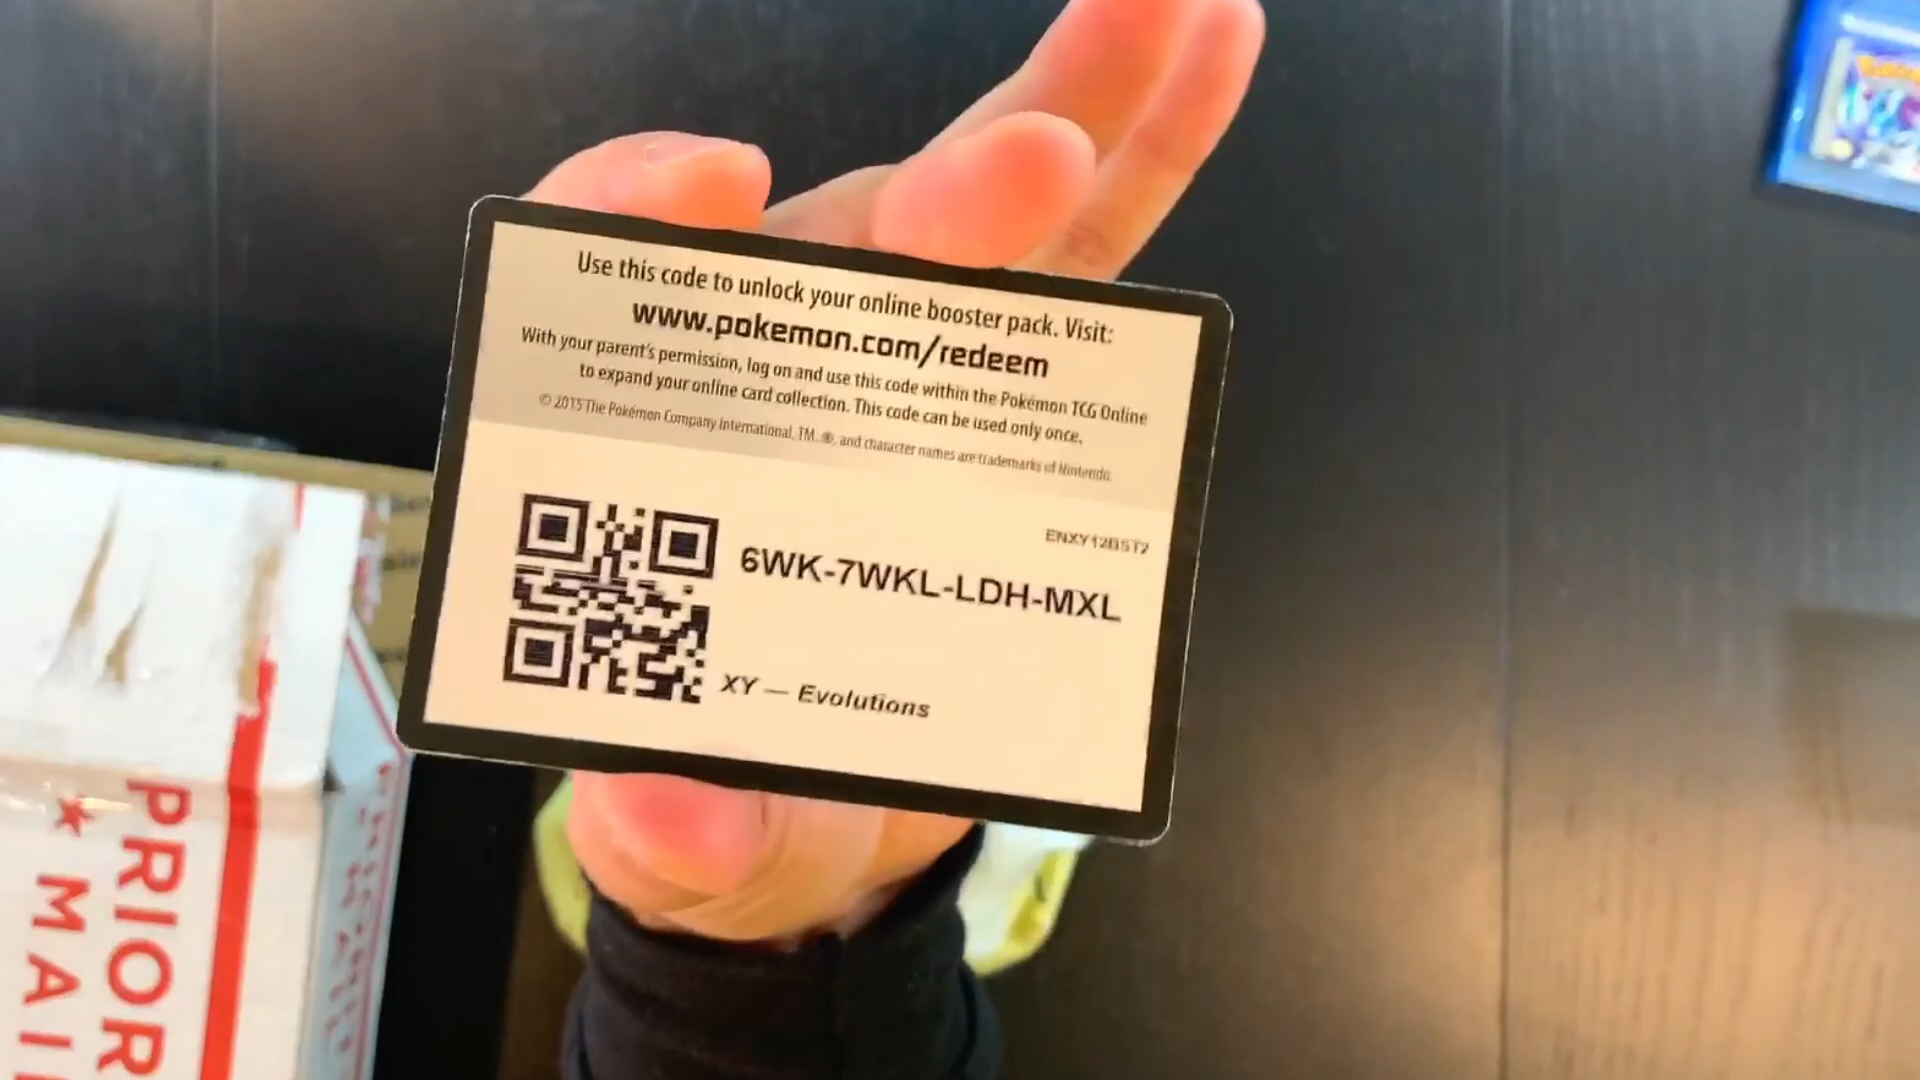 Use this code to unlock your online booster pack. Visit:
www.pokemon.com/redeem
With your parent's permission, log on and use this code within the Pokémon TCG Online
to expand your online card collection. This code can be used only once.
© 2015 The Pokémon Company International. TM, ®, and character names are trademarks of Nintendo.
ENXY12BST2
6WK-7WKL-LDH-MXL
XY — Evolutions
PRIOR
★ MAI